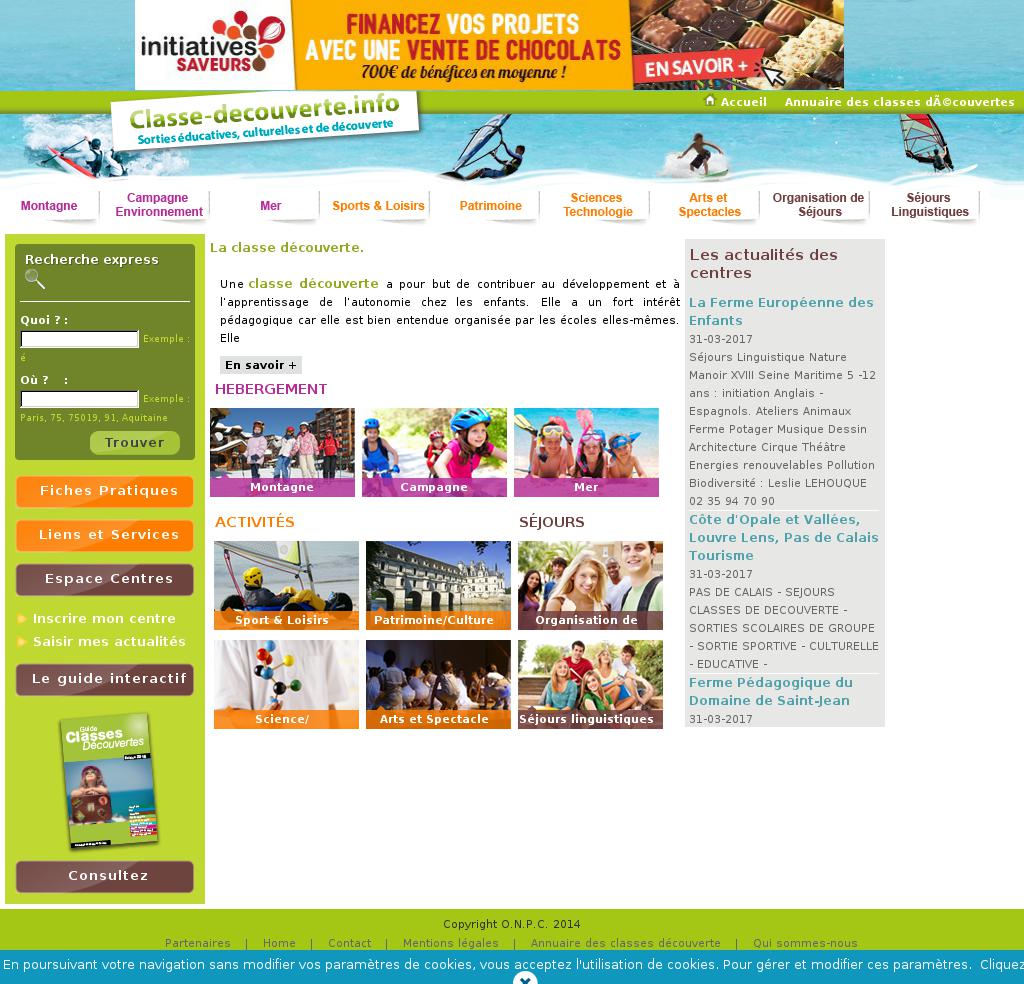 initiatives
SAVEURS
FINANCEZ VOS PROJETS
AVEC UNE VENTE DE CHOCOLATS
700€ de bénéfices en moyenne !
EN SAVOIR +
Accueil
Annuaire des classes dÃ©couvertes
Classe-decouverte.info
Sorties éducatives, culturelles et de découverte
Montagne
Campagne
Environnement
Mer
Sports & Loisirs
Patrimoine
Sciences
Technologie
Arts et
Spectacles
Organisation de
Séjours
Séjours
Linguistiques
Recherche express
Quoi ? :
Exemple :
é
Où ? :
Exemple :
Paris, 75, 75019, 91, Aquitaine
Trouver
Fiches Pratiques
Liens et Services
Espace Centres
Inscrire mon centre
Saisir mes actualités
Le guide interactif
Guide
Classes
Découvertes
Consultez
La classe découverte.
Une classe découverte a pour but de contribuer au développement et à
l'apprentissage de l'autonomie chez les enfants. Elle a un fort intérêt
pédagogique car elle est bien entendue organisée par les écoles elles-mêmes.
Elle
En savoir +
HEBERGEMENT
Montagne
Campagne
Mer
ACTIVITÉS
SÉJOURS
Sport & Loisirs
Patrimoine/Culture
Organisation de
Science/
Arts et Spectacle
Séjours linguistiques
Les actualités des
centres
La Ferme Européenne des
Enfants
31-03-2017
Séjours Linguistique Nature
Manoir XVIII Seine Maritime 5 -12
ans : initiation Anglais -
Espagnols. Ateliers Animaux
Ferme Potager Musique Dessin
Architecture Cirque Théâtre
Energies renouvelables Pollution
Biodiversité : Leslie LEHOUQUE
02 35 94 70 90
Côte d'Opale et Vallées,
Louvre Lens, Pas de Calais
Tourisme
31-03-2017
PAS DE CALAIS - SEJOURS
CLASSES DE DECOUVERTE -
SORTIES SCOLAIRES DE GROUPE
- SORTIE SPORTIVE - CULTURELLE
- EDUCATIVE -
Ferme Pédagogique du
Domaine de Saint-Jean
31-03-2017
Copyright O.N.P.C. 2014
Partenaires | Home | Contact | Mentions légales | Annuaire des classes découverte | Qui sommes-nous
En poursuivant votre navigation sans modifier vos paramètres de cookies, vous acceptez l'utilisation de cookies. Pour gérer et modifier ces paramètres. Cliquez